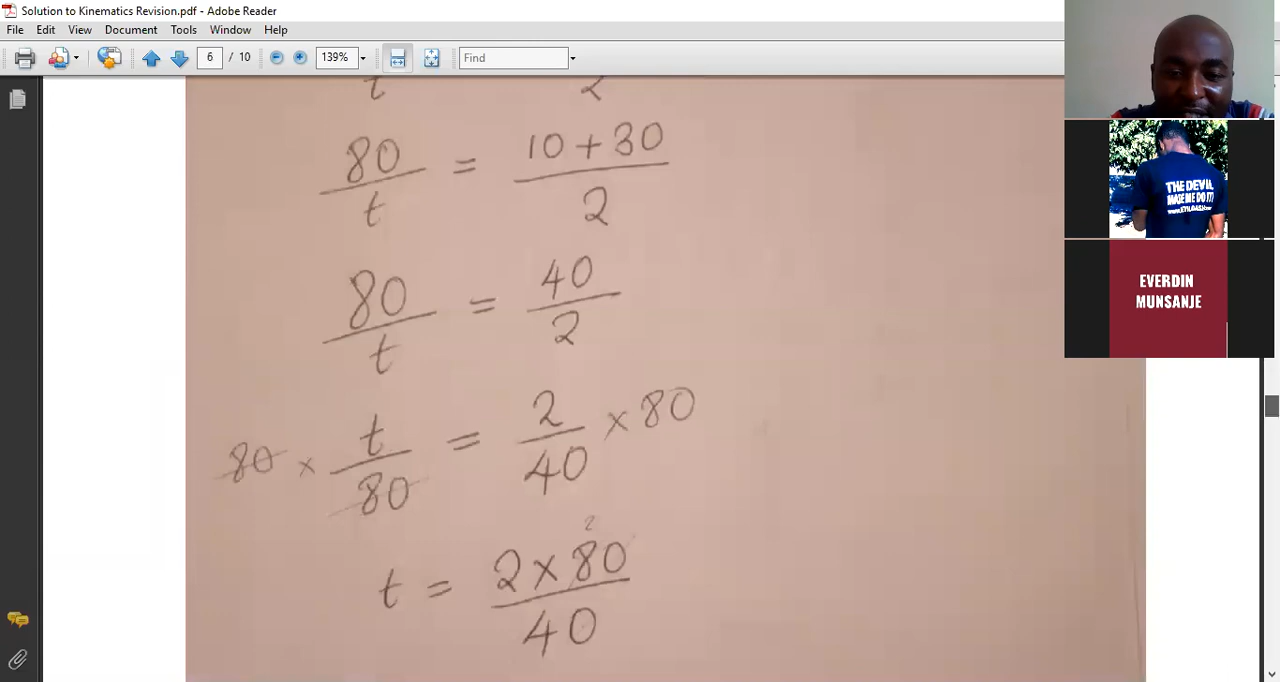 Solution to Kinematics Revision.pdf - Adobe Reader
File Edit View Document Tools Window Help
6 / 10 139% Find
t 2
80/t = (10 + 30)/2
80/t = 40/2
80 × t/80 = 2/40 × 80
2
t = (2 × 80)/40
THE DEVIL
MADE ME DO IT!
EVERDIN
MUNSANJE